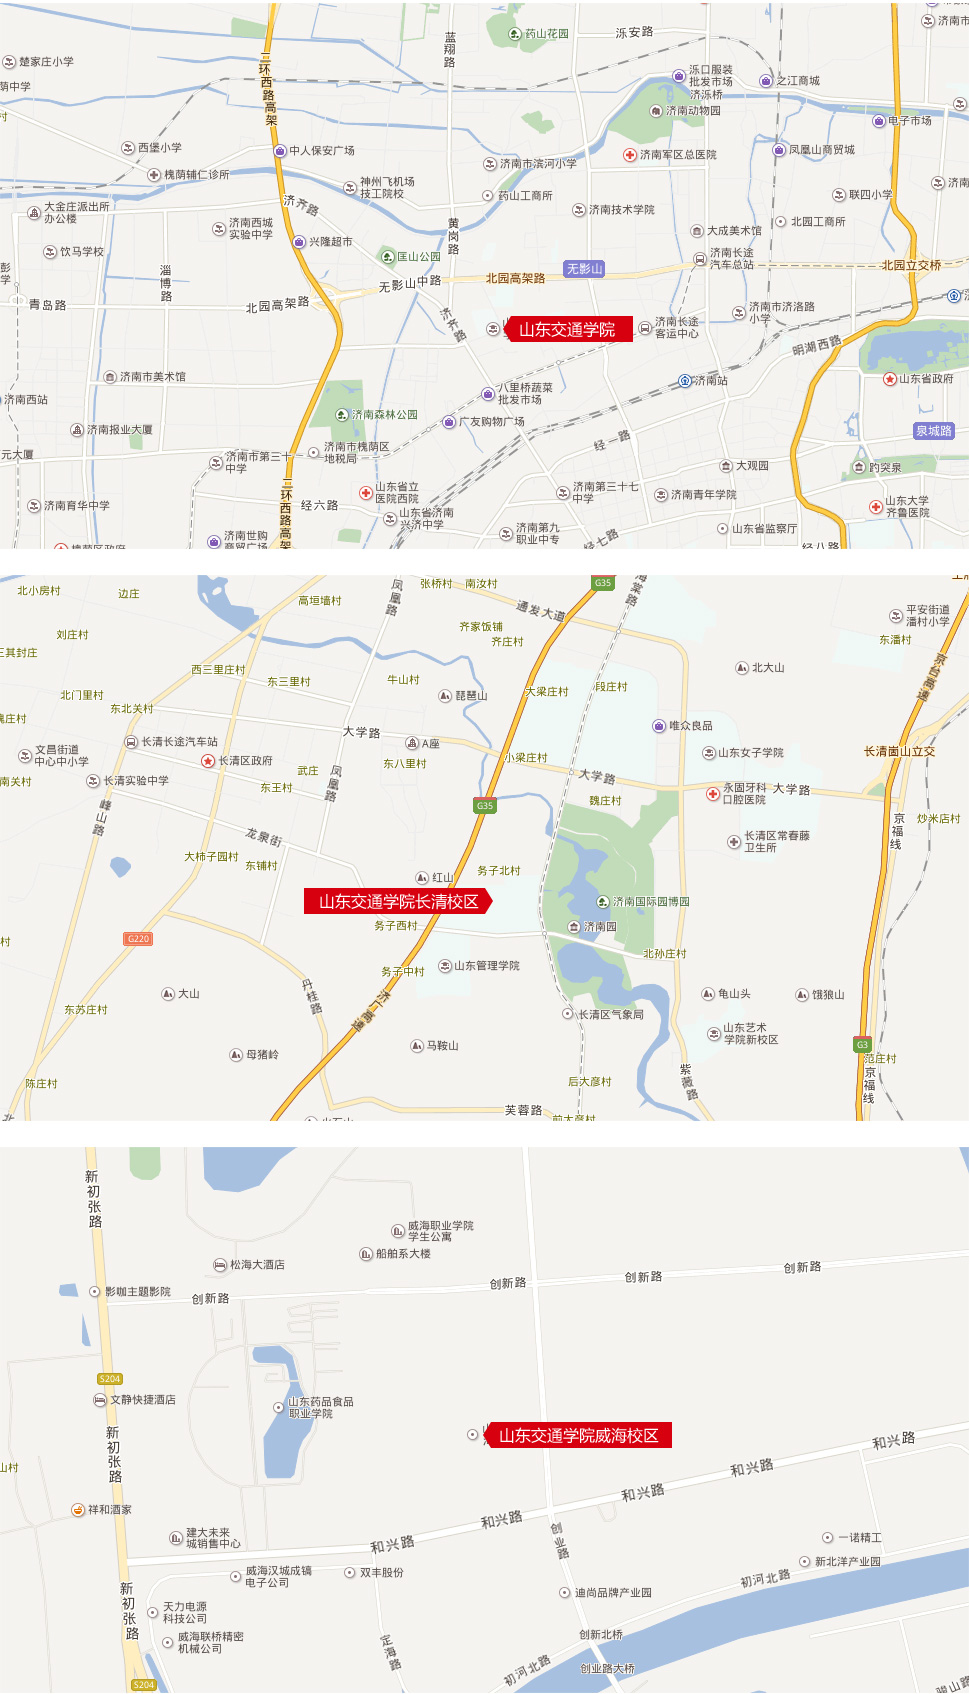 药山花园
泺安路
蓝翔路
楚家庄小学
荫中学
二环西路高架
泺口服装
批发市场
之江商城
济泺桥
济南动物园
电子市场
西堡小学
中人保安广场
槐荫辅仁诊所
济南市滨河小学
济南军区总医院
凤凰山商贸城
神州飞机场
技工院校
药山工商所
联四小学
济南
大金庄派出所
办公楼
济齐路
济南西城
实验中学
兴隆超市
黄岗路
济南技术学院
大成美术馆
北园工商所
饮马学校
匡山公园
济南长途
汽车总站
北园立交桥
淄博路
无影山中路
北园高架路
无影山
青岛路
北园高架路
济齐路
山东交通学院
济南长途
客运中心
济南市济洛路
小学
明湖西路
济南市美术馆
济南站
山东省政府
济南西站
八里桥蔬菜
批发市场
济南森林公园
广友购物广场
泉城路
济南报业大厦
经一路
元大厦
济南市第三十一
中学
济南市槐荫区
地税局
大观园
趵突泉
山东省立
医院西院
济南第三十七
中学
济南青年学院
济南育华中学
经六路
山东省济南
兴济中学
山东大学
齐鲁医院
济南世购
商贸广场
二环西路高架
济南第九
职业中专
经七路
山东省监察厅
槐荫区政府
经八路
北小房村
边庄
高垣墙村
凤凰路
张桥村
南汝村
G35
海棠路
通发大道
平安街道
潘村小学
刘庄村
齐家饭铺
齐庄村
东潘村
三其封庄
西三里庄村
京台高速
北大山
东三里村
牛山村
北门里村
琵琶山
大梁庄村
段庄村
东北关村
魏庄村
唯众良品
大学路
长清长途汽车站
A座
文昌街道
中心中小学
长清区政府
东八里村
小梁庄村
山东女子学院
长清崮山立交
南关村
长清实验中学
武庄
凤凰路
大学路
东王村
永固牙科
口腔医院
大学路
峰山路
G35
魏庄村
京福线
炒米店村
龙泉街
长清区常春藤
卫生所
大柿子园村
东铺村
务子北村
红山
山东交通学院长清校区
济南国际园博园
务子西村
济南园
G220
北孙庄村
务子中村
山东管理学院
大山
丹桂路
济广高速
龟山头
饿狼山
东苏庄村
长清区气象局
山东艺术
学院新校区
母猪岭
马鞍山
G3
范庄村
陈庄村
后大彦村
紫薇路
京福线
芙蓉路
前大彦村
新初张路
威海职业学院
学生公寓
船舶系大楼
松海大酒店
影咖主题影院
创新路
创新路
创新路
创新路
S204
文静快捷酒店
山东药品食品
职业学院
山东交通学院威海校区
新初张路
和兴路
和兴路
山村
和兴路
祥和酒家
和兴路
建大未来
城销售中心
和兴路
创业路
一诺精工
新北洋产业园
威海汉城成镐
电子公司
双丰股份
初河北路
迪尚品牌产业园
新初张路
天力电源
科技公司
威海联桥精密
机械公司
定海路
创新北桥
初河北路
创业路大桥
S204
骏山路